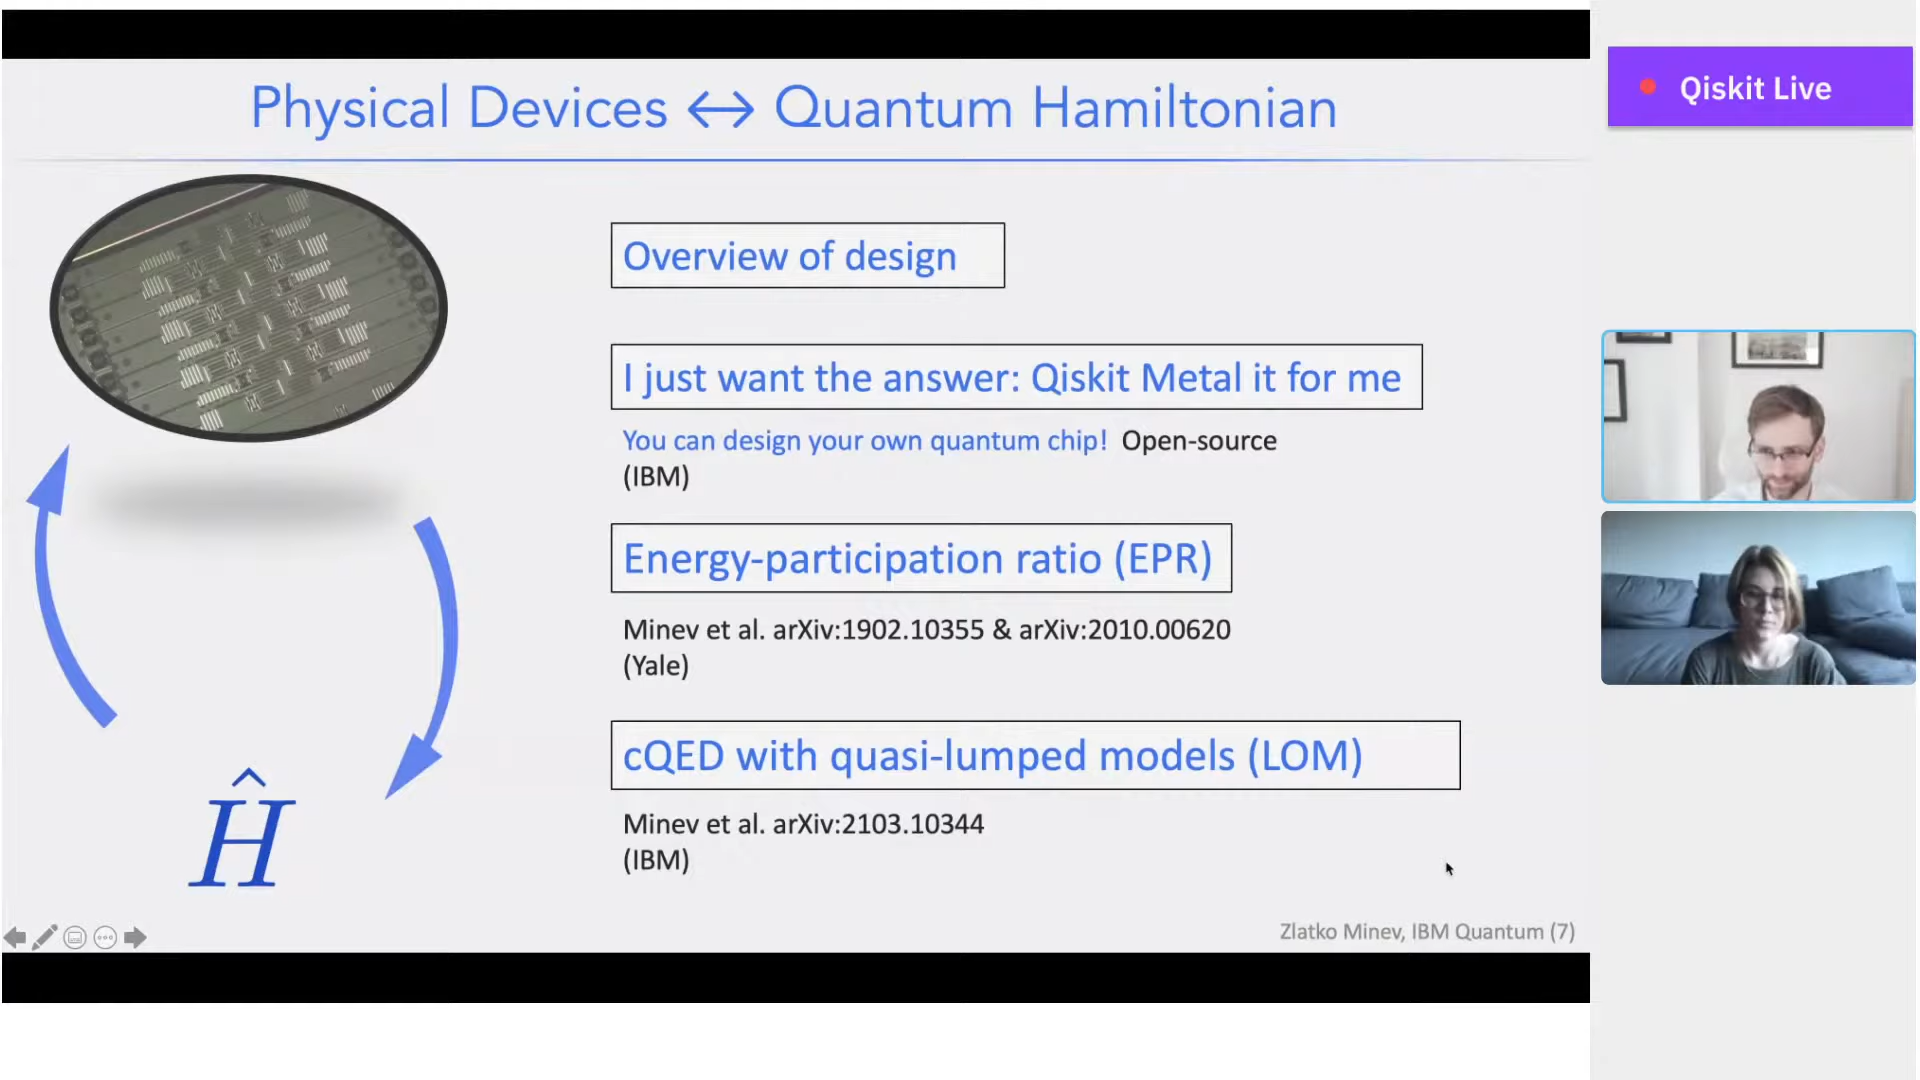 Physical Devices ↔ Quantum Hamiltonian
Qiskit Live
Overview of design
I just want the answer: Qiskit Metal it for me
You can design your own quantum chip! Open-source
(IBM)
Energy-participation ratio (EPR)
Minev et al. arXiv:1902.10355 & arXiv:2010.00620
(Yale)
cQED with quasi-lumped models (LOM)
Minev et al. arXiv:2103.10344
(IBM)
Ĥ
Zlatko Minev, IBM Quantum (7)